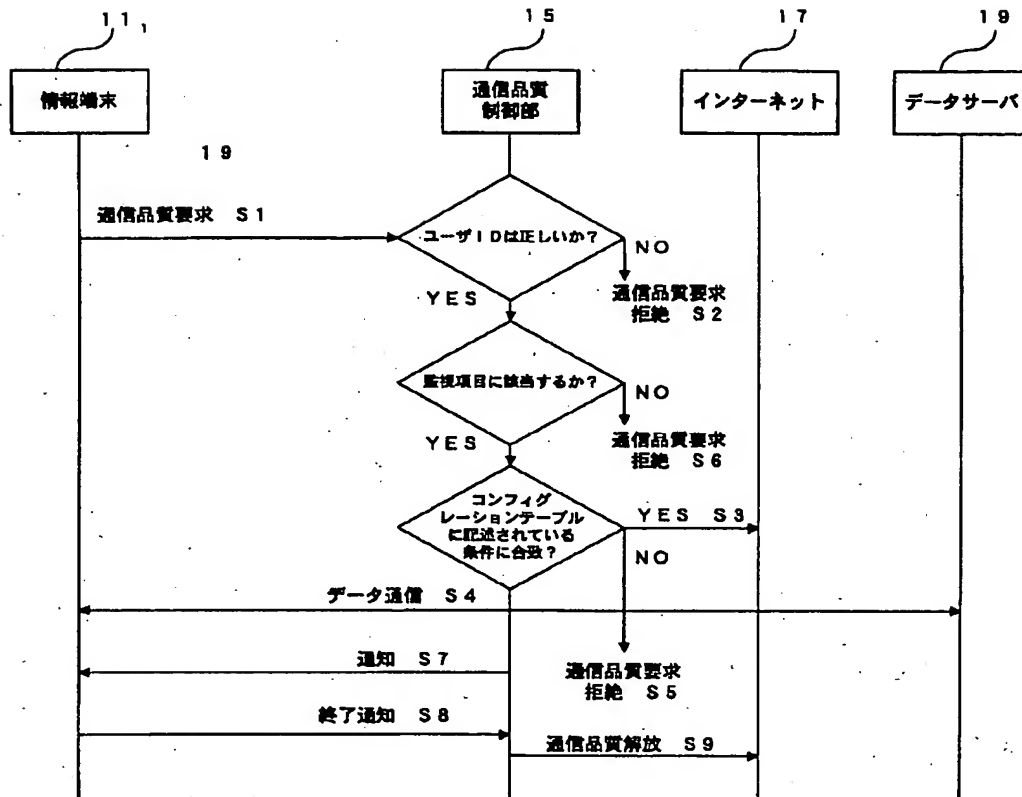 11₁
15
17
19
情報端末
通信品質
制御部
インターネット
データサーバ
19
通信品質要求 S1
ユーザIDは正しいか?
NO
通信品質要求
拒絶 S2
YES
監視項目に該当するか?
NO
通信品質要求
拒絶 S6
YES
コンフィグ
レーションテーブル
に記述されている
条件に合致?
YES S3
NO
データ通信 S4
通知 S7
通信品質要求
拒絶 S5
終了通知 S8
通信品質解放 S9